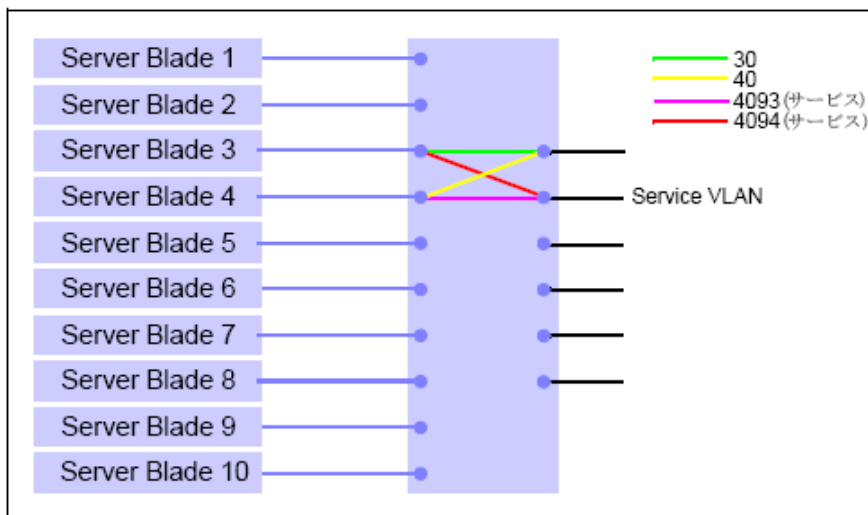 Server Blade 1
Server Blade 2
Server Blade 3
Server Blade 4
Server Blade 5
Server Blade 6
Server Blade 7
Server Blade 8
Server Blade 9
Server Blade 10
30
40
4093(サービス)
4094(サービス)
Service VLAN